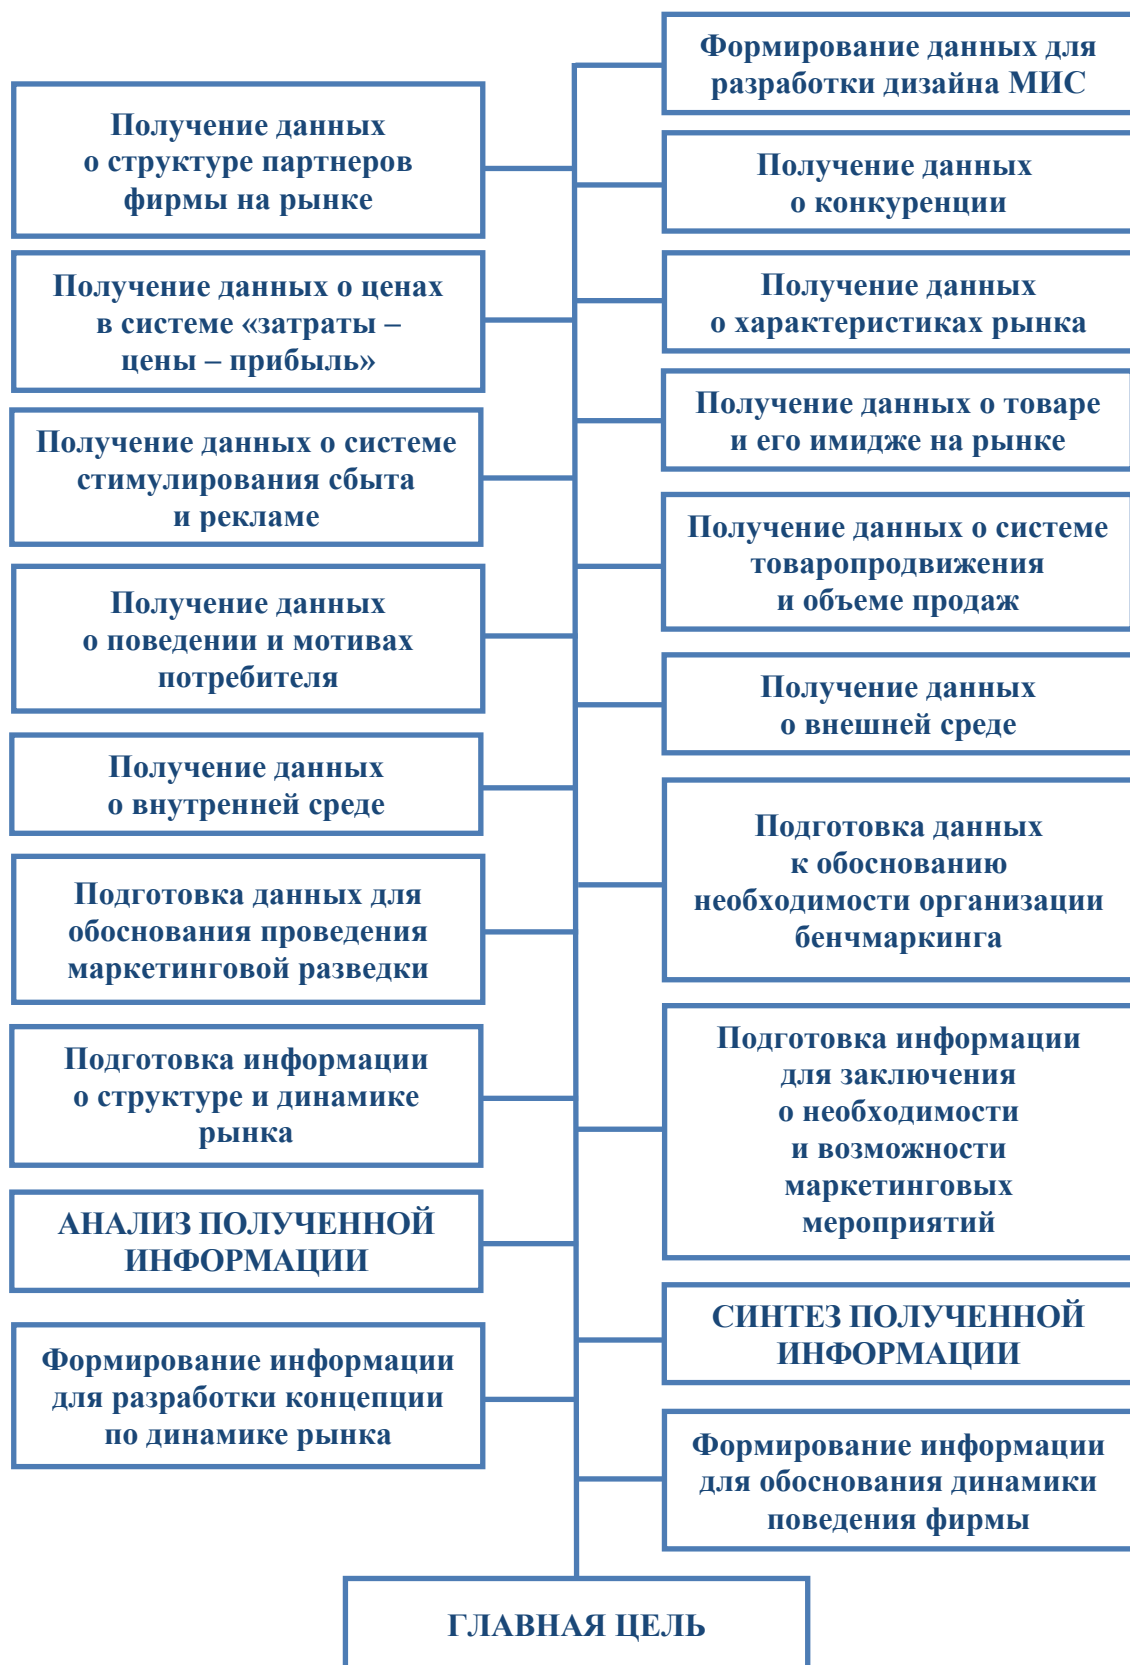 Формирование данных для
разработки дизайна МИС
Получение данных
о структуре партнеров
фирмы на рынке
Получение данных
о конкуренции
Получение данных о ценах
в системе «затраты –
цены – прибыль»
Получение данных
о характеристиках рынка
Получение данных о товаре
и его имидже на рынке
Получение данных о системе
стимулирования сбыта
и рекламе
Получение данных о системе
товаропродвижения
и объеме продаж
Получение данных
о поведении и мотивах
потребителя
Получение данных
о внешней среде
Получение данных
о внутренней среде
Подготовка данных
к обоснованию
необходимости организации
бенчмаркинга
Подготовка данных для
обоснования проведения
маркетинговой разведки
Подготовка информации
для заключения
о необходимости
и возможности
маркетинговых
мероприятий
Подготовка информации
о структуре и динамике
рынка
АНАЛИЗ ПОЛУЧЕННОЙ
ИНФОРМАЦИИ
СИНТЕЗ ПОЛУЧЕННОЙ
ИНФОРМАЦИИ
Формирование информации
для разработки концепции
по динамике рынка
Формирование информации
для обоснования динамики
поведения фирмы
ГЛАВНАЯ ЦЕЛЬ